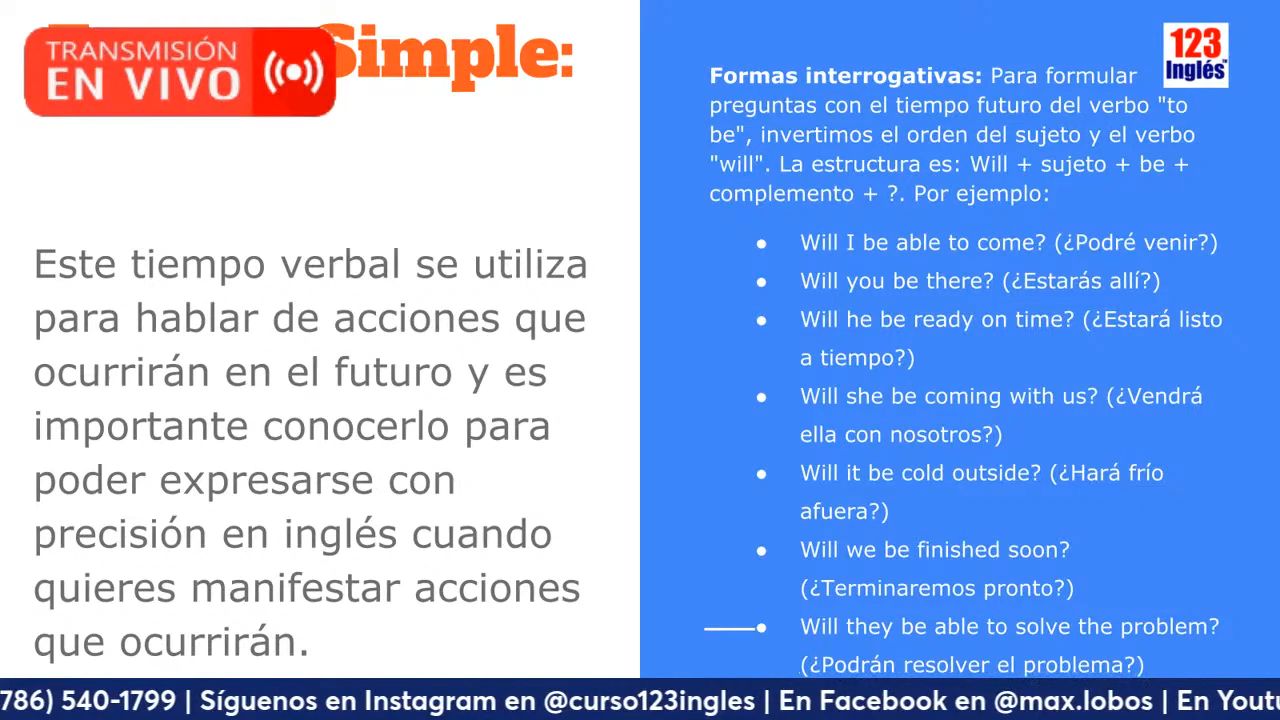 TRANSMISIÓN
EN VIVO
Simple:
Este tiempo verbal se utiliza
para hablar de acciones que
ocurrirán en el futuro y es
importante conocerlo para
poder expresarse con
precisión en inglés cuando
quieres manifestar acciones
que ocurrirán.
123
Inglés™
Formas interrogativas: Para formular
preguntas con el tiempo futuro del verbo "to
be", invertimos el orden del sujeto y el verbo
"will". La estructura es: Will + sujeto + be +
complemento + ?. Por ejemplo:
● Will I be able to come? (¿Podré venir?)
● Will you be there? (¿Estarás allí?)
● Will he be ready on time? (¿Estará listo
a tiempo?)
● Will she be coming with us? (¿Vendrá
ella con nosotros?)
● Will it be cold outside? (¿Hará frío
afuera?)
● Will we be finished soon?
(¿Terminaremos pronto?)
● Will they be able to solve the problem?
(¿Podrán resolver el problema?)
(786) 540-1799 | Síguenos en Instagram en @curso123ingles | En Facebook en @max.lobos | En Youtu